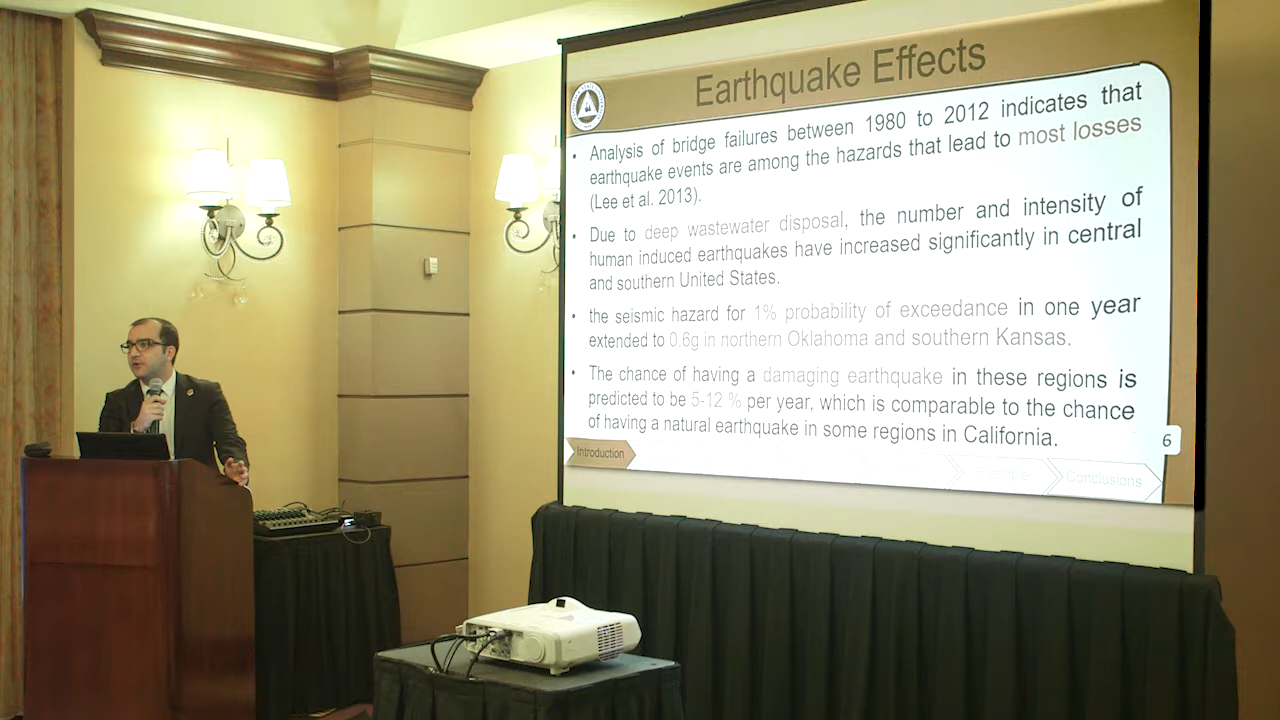 Earthquake Effects
• Analysis of bridge failures between 1980 to 2012 indicates that
earthquake events are among the hazards that lead to most losses
(Lee et al. 2013).
• Due to deep wastewater disposal, the number and intensity of
human induced earthquakes have increased significantly in central
and southern United States.
• the seismic hazard for 1% probability of exceedance in one year
extended to 0.6g in northern Oklahoma and southern Kansas.
• The chance of having a damaging earthquake in these regions is
predicted to be 5-12 % per year, which is comparable to the chance
of having a natural earthquake in some regions in California.
6
Introduction
Example
Conclusions